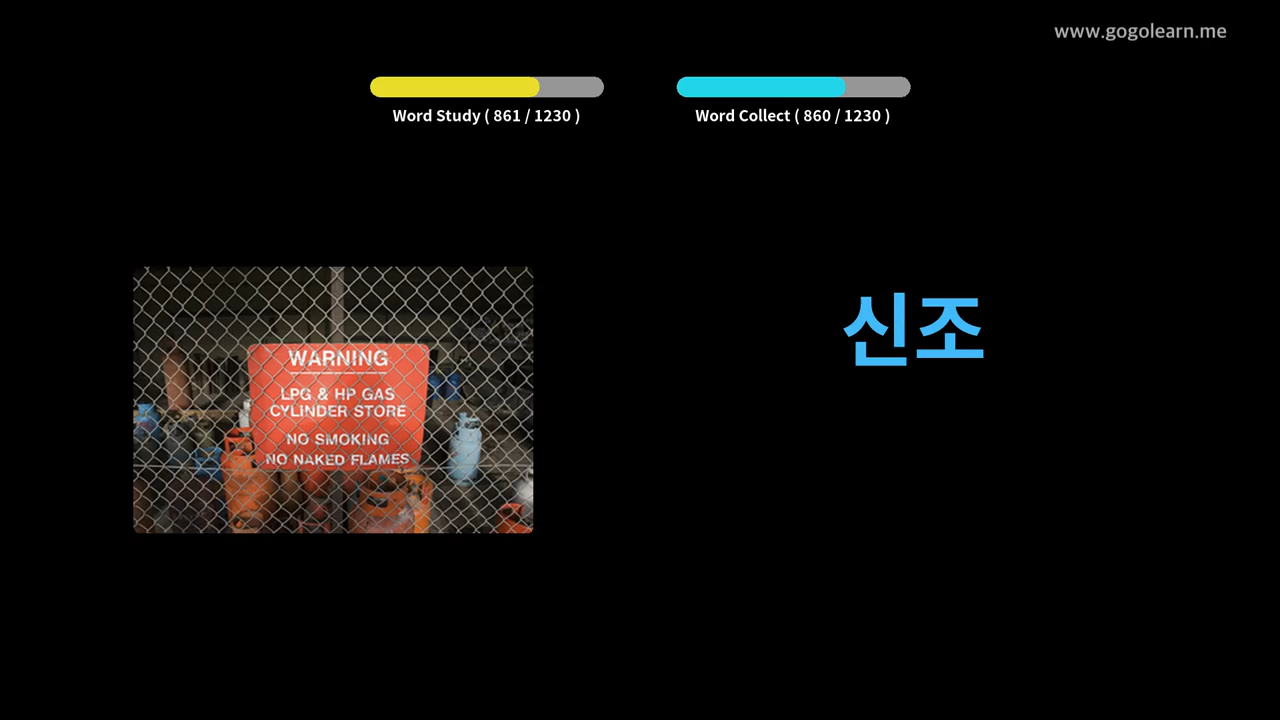 www.gogolearn.me
Word Study ( 861 / 1230 )
Word Collect ( 860 / 1230 )
신조
WARNING
LPG & HP GAS
CYLINDER STORE
NO SMOKING
NO NAKED FLAMES